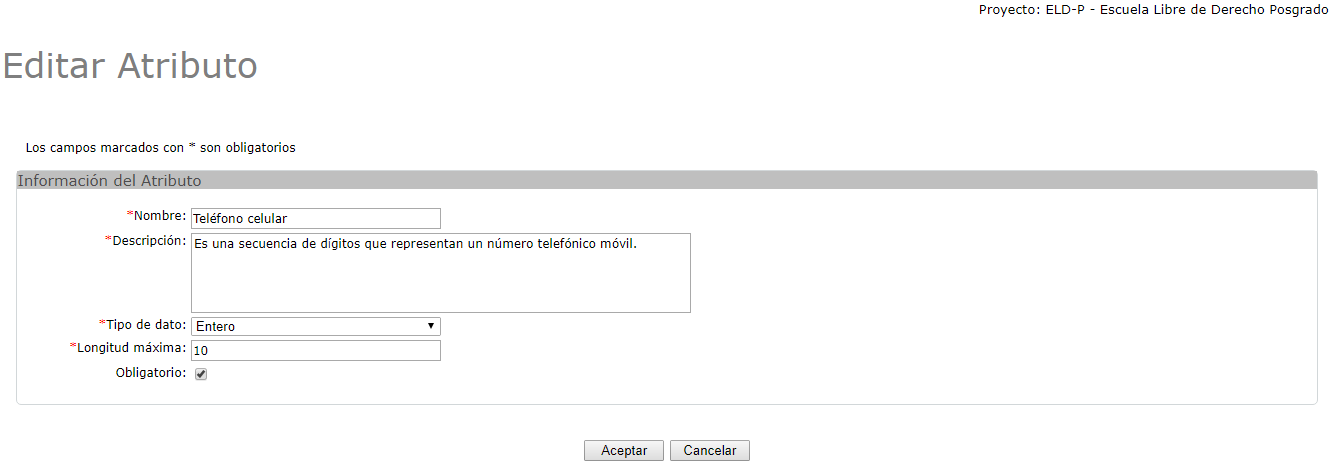 Proyecto: ELD-P - Escuela Libre de Derecho Posgrado
Editar Atributo
Los campos marcados con * son obligatorios
Información del Atributo
*Nombre: Teléfono celular
*Descripción: Es una secuencia de dígitos que representan un número telefónico móvil.
*Tipo de dato: Entero
*Longitud máxima: 10
Obligatorio:
Aceptar Cancelar